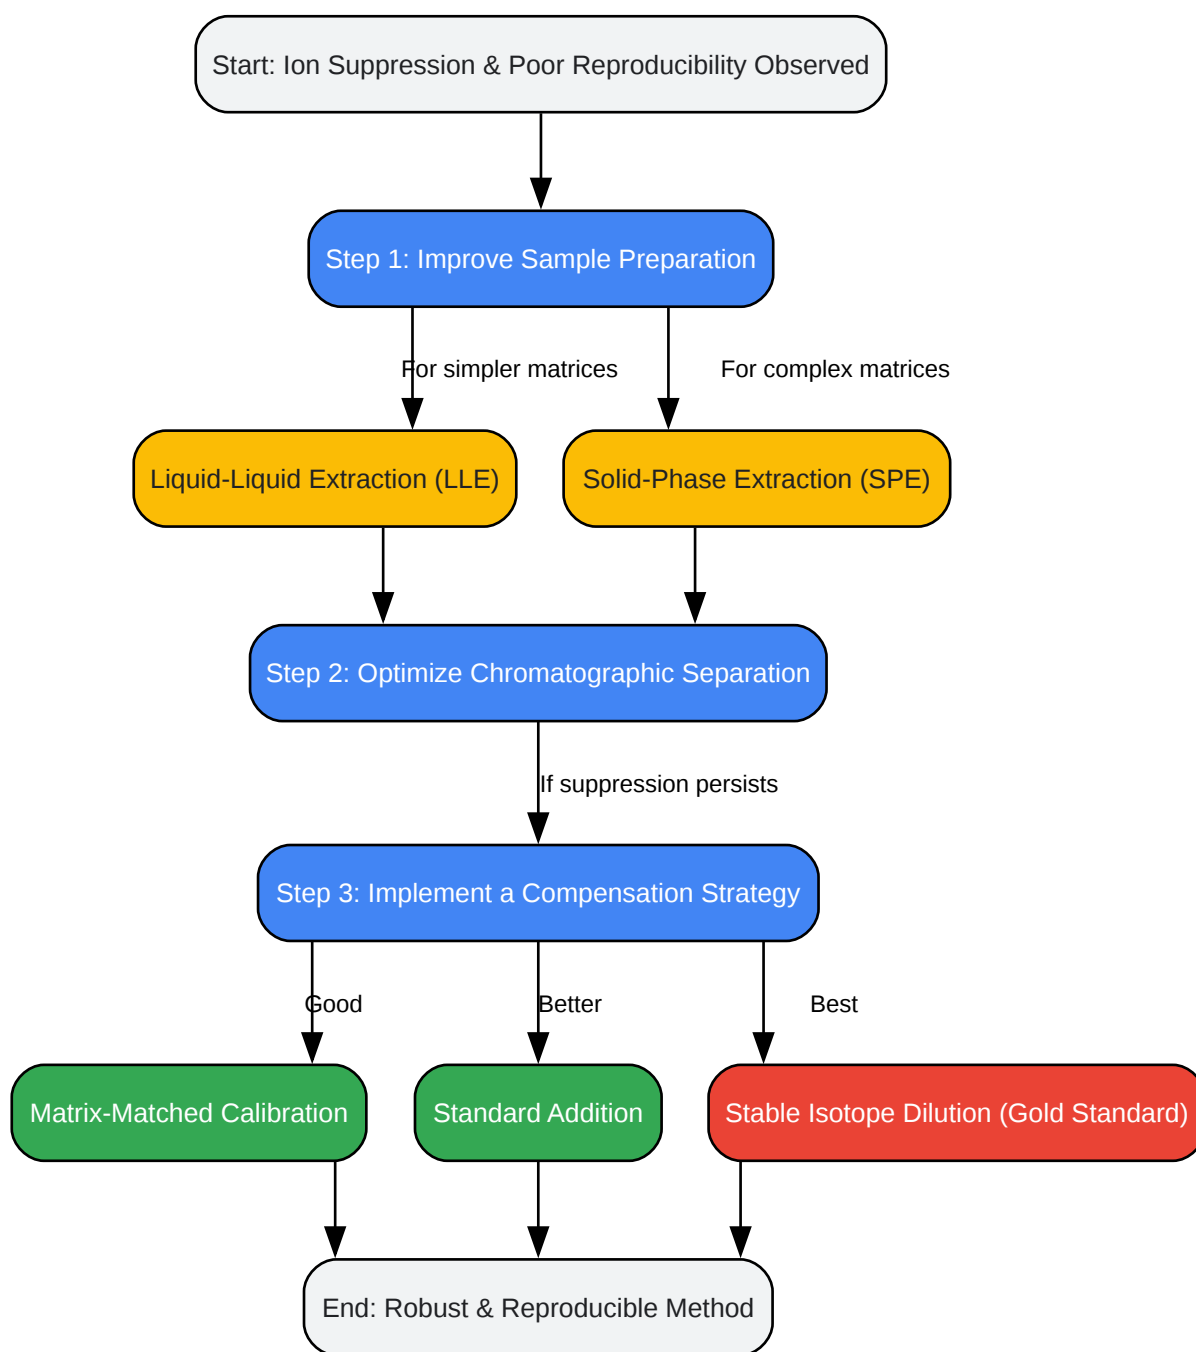 Start: Ion Suppression & Poor Reproducibility Observed
Step 1: Improve Sample Preparation
For simpler matrices
For complex matrices
Liquid-Liquid Extraction (LLE)
Solid-Phase Extraction (SPE)
Step 2: Optimize Chromatographic Separation
If suppression persists
Step 3: Implement a Compensation Strategy
Good
Better
Best
Matrix-Matched Calibration
Standard Addition
Stable Isotope Dilution (Gold Standard)
End: Robust & Reproducible Method